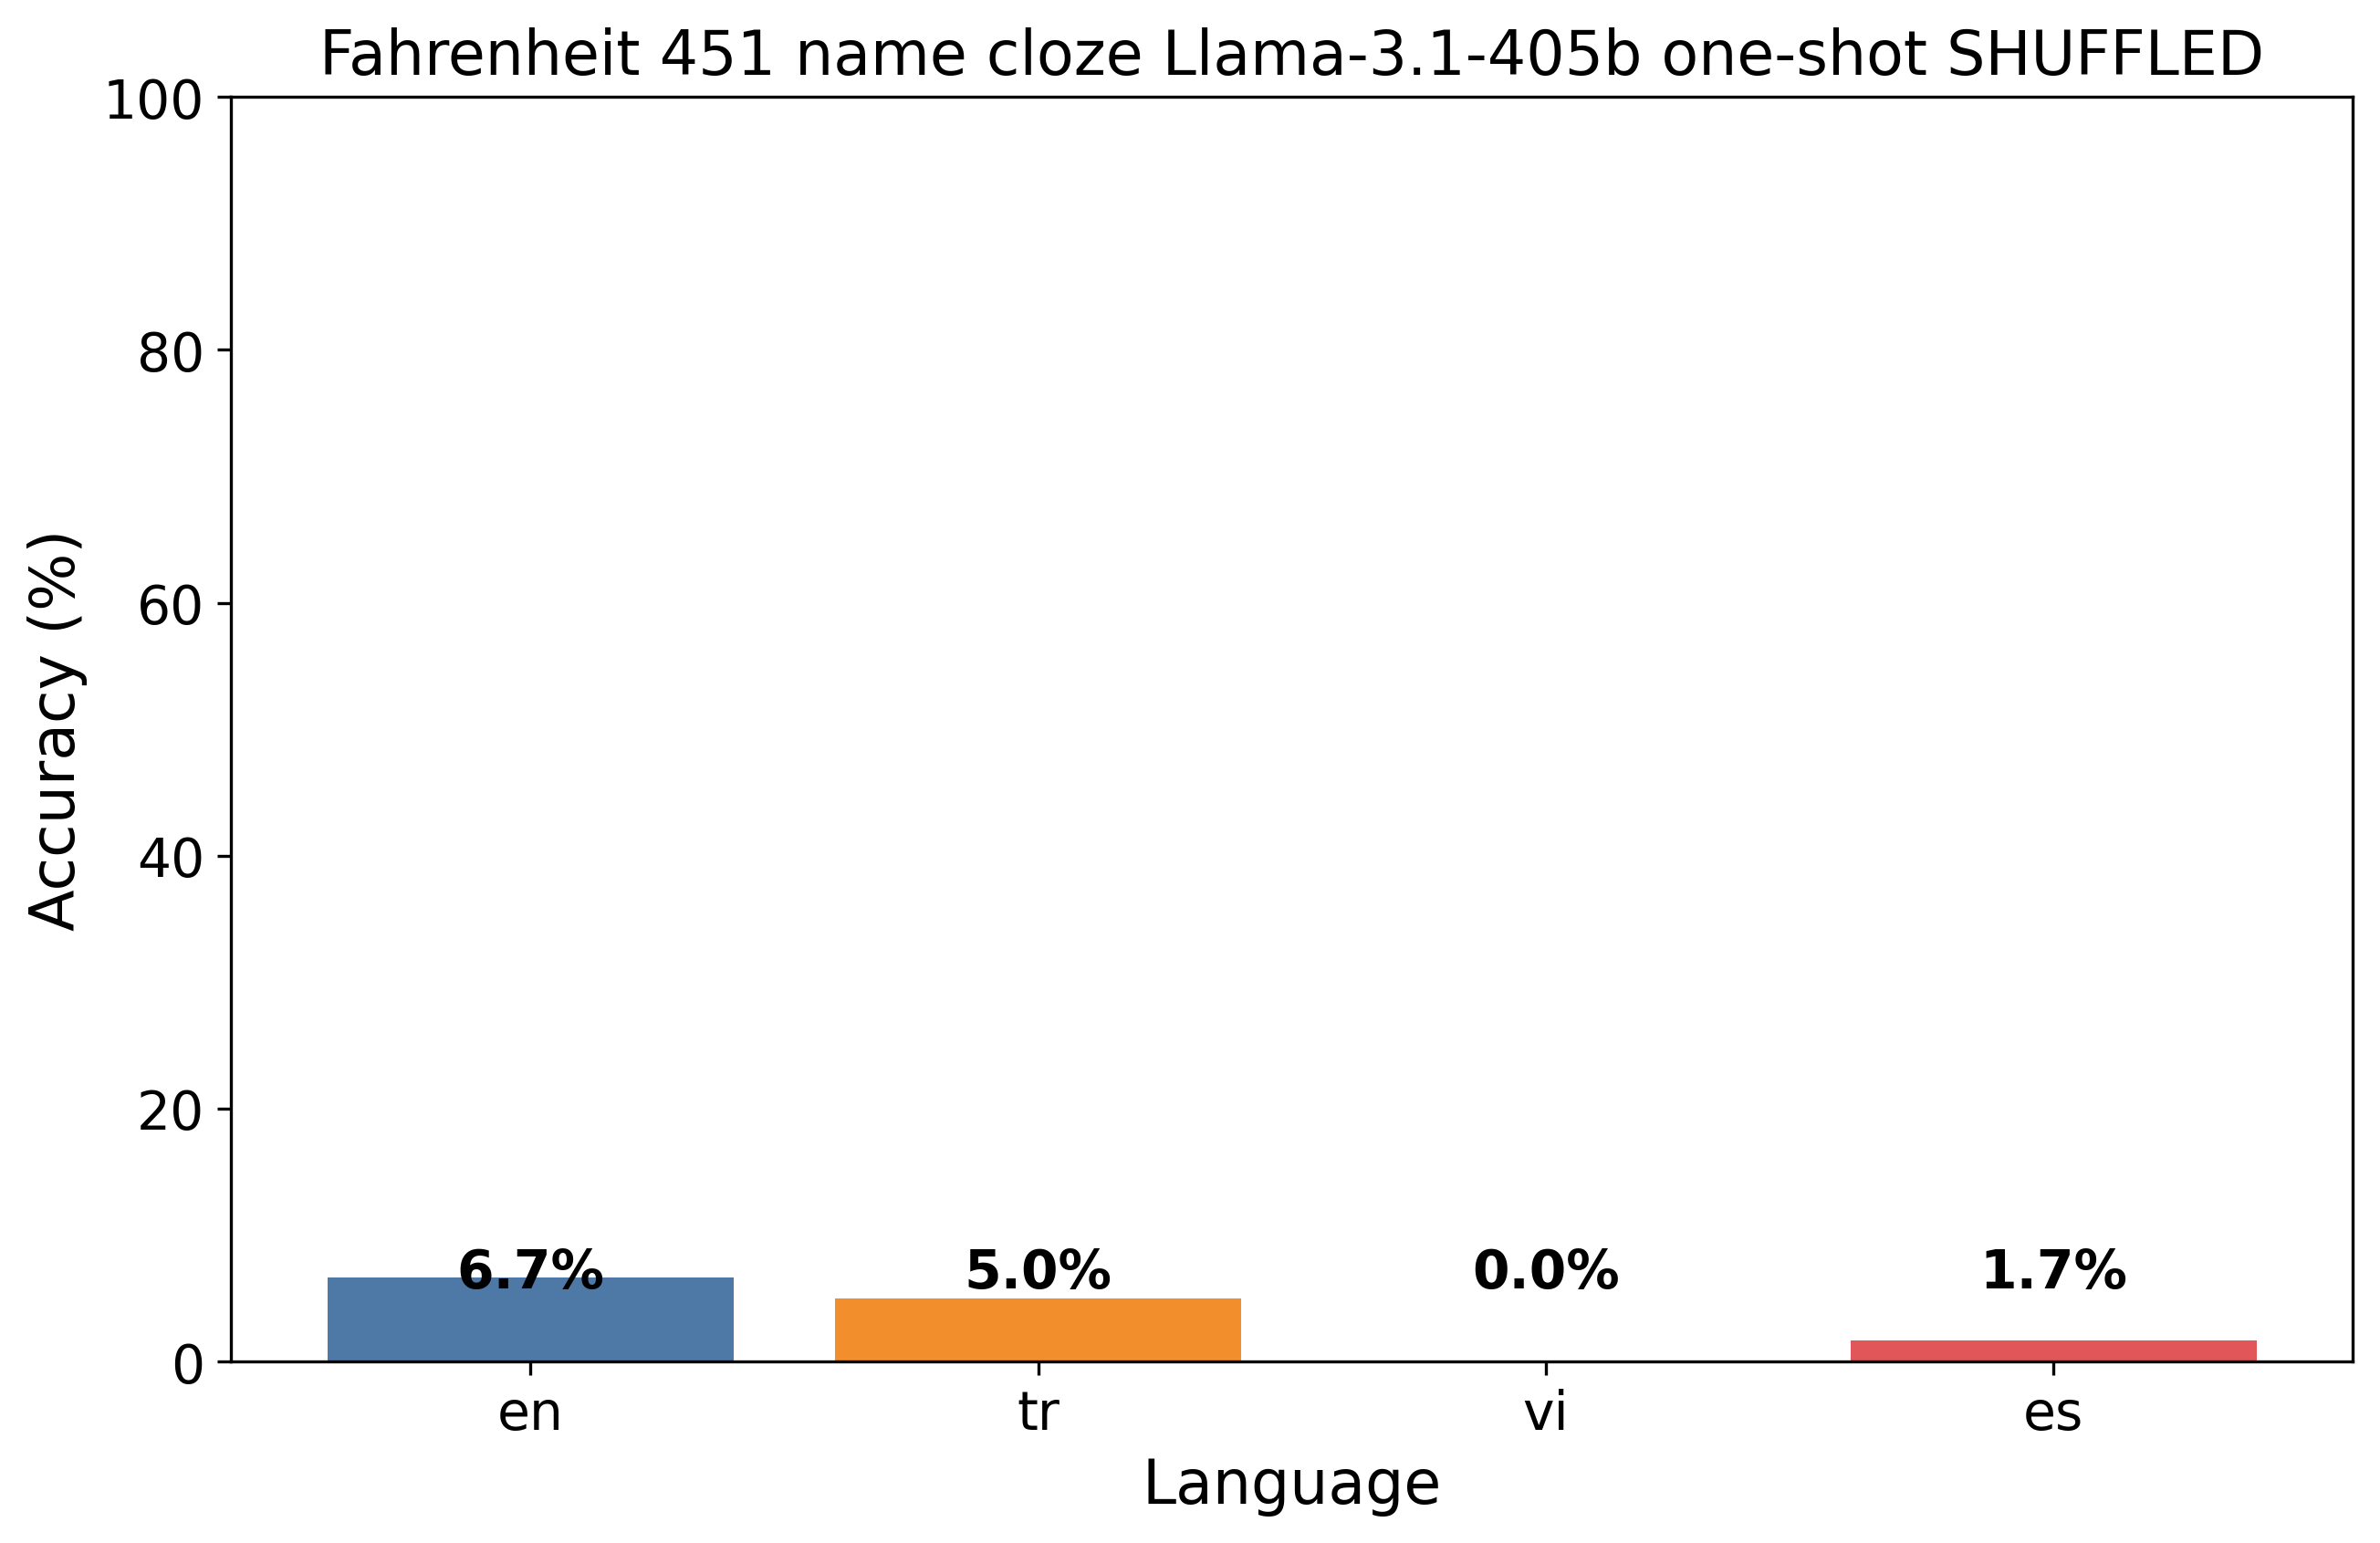 Fahrenheit 451 name cloze Llama-3.1-405b one-shot SHUFFLED
100
80
60
40
20
0
Accuracy (%)
6.7%
5.0%
0.0%
1.7%
en
tr
vi
es
Language